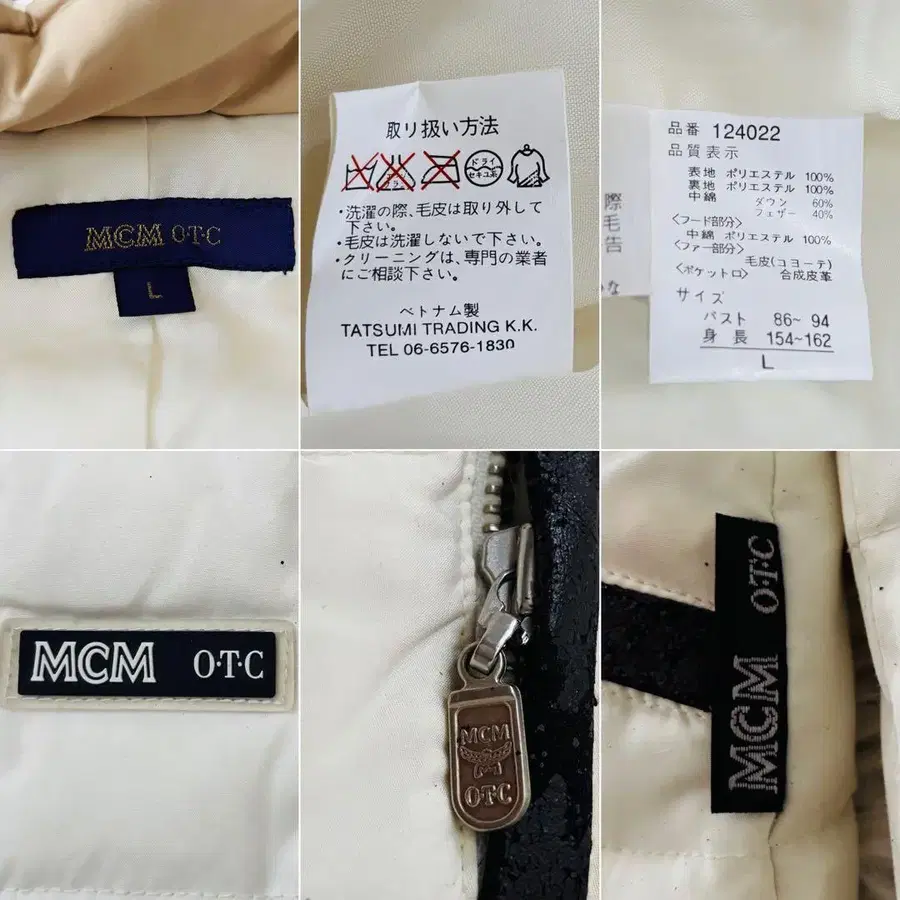 MCM O·T·C
L
取り扱い方法
ドライ
セキユ系
・洗濯の際、毛皮は取り外して
下さい。
・毛皮は洗濯しないで下さい。
・クリーニングは、専門の業者
にご相談下さい。
ベトナム製
TATSUMI TRADING K.K.
TEL 06-6576-1830
際
毛
告
な
品番 124022
品質表示
表地 ポリエステル 100%
裏地 ポリエステル 100%
中綿 ダウン 60%
フェザー 40%
〈フード部分〉
中綿 ポリエステル 100%
〈ファー部分〉
毛皮(コヨーテ)
〈ポケット口〉 合成皮革
サイズ
バスト 86~ 94
身 長 154~162
L
MCM O·T·C
MCM
O·T·C
MCM O·T·C